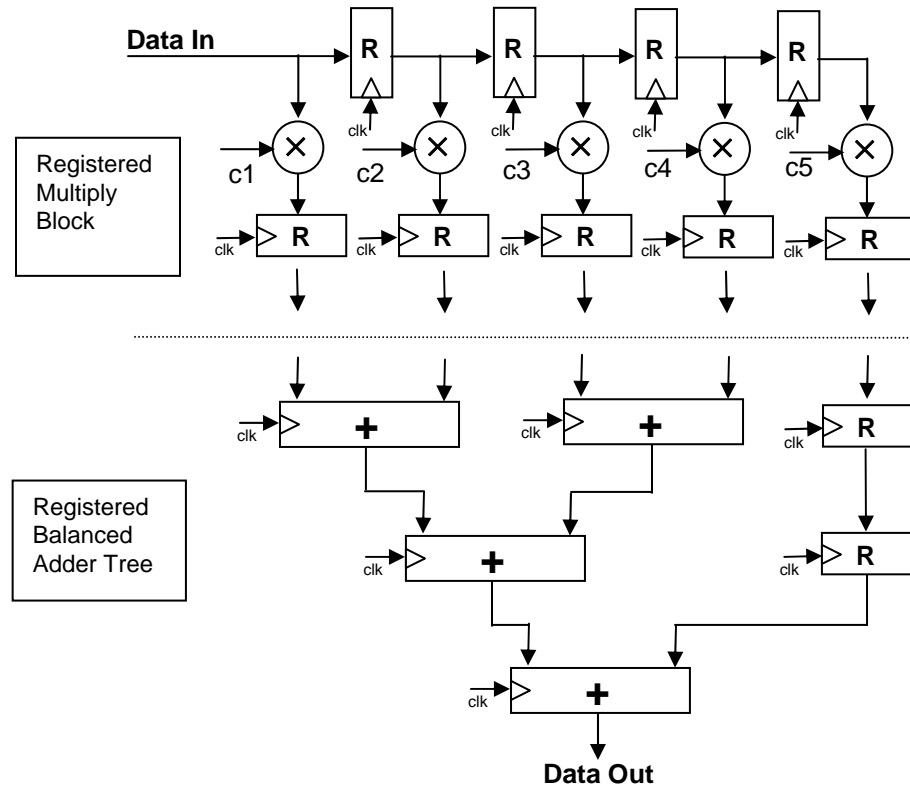 Data In
R
R
R
R
clk
clk
clk
clk
×
×
×
×
×
c1
c2
c3
c4
c5
Registered
Multiply
Block
R
R
R
R
R
clk
clk
clk
clk
clk
+
+
R
clk
clk
clk
Registered
Balanced
Adder Tree
+
R
clk
clk
+
clk
Data Out